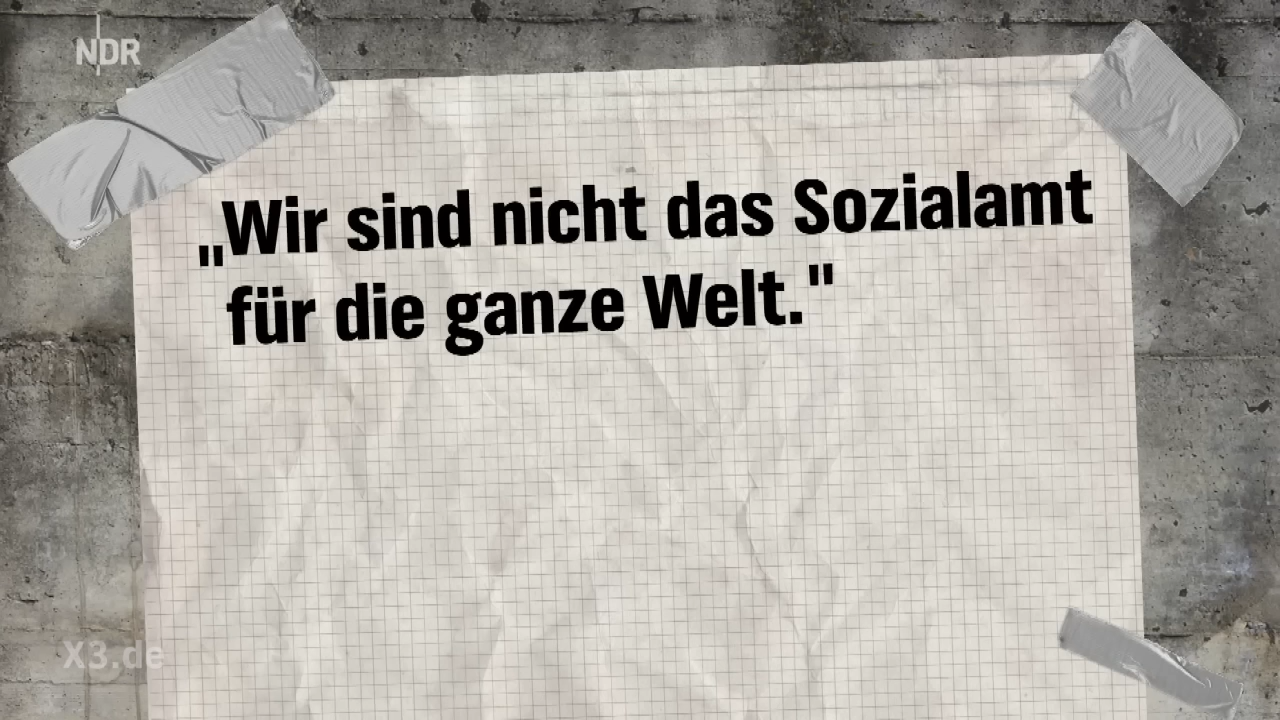 NDR
„Wir sind nicht das Sozialamt
für die ganze Welt."
X3.de